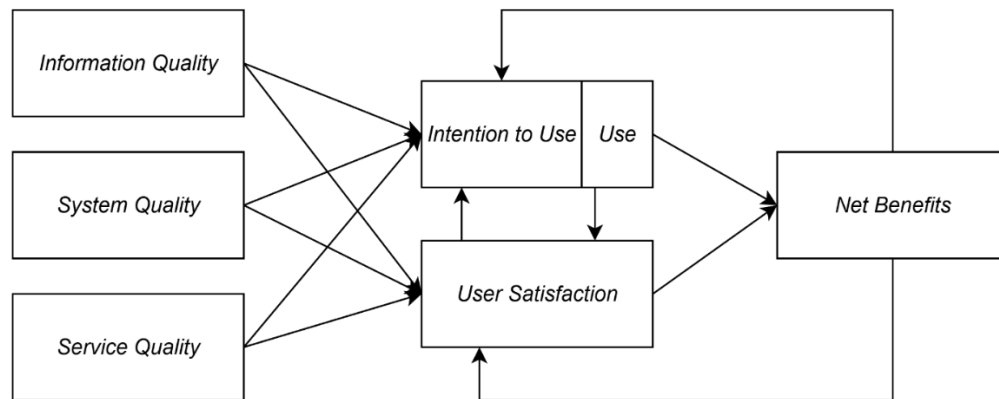 Information Quality
Intention to Use
Use
System Quality
Net Benefits
User Satisfaction
Service Quality